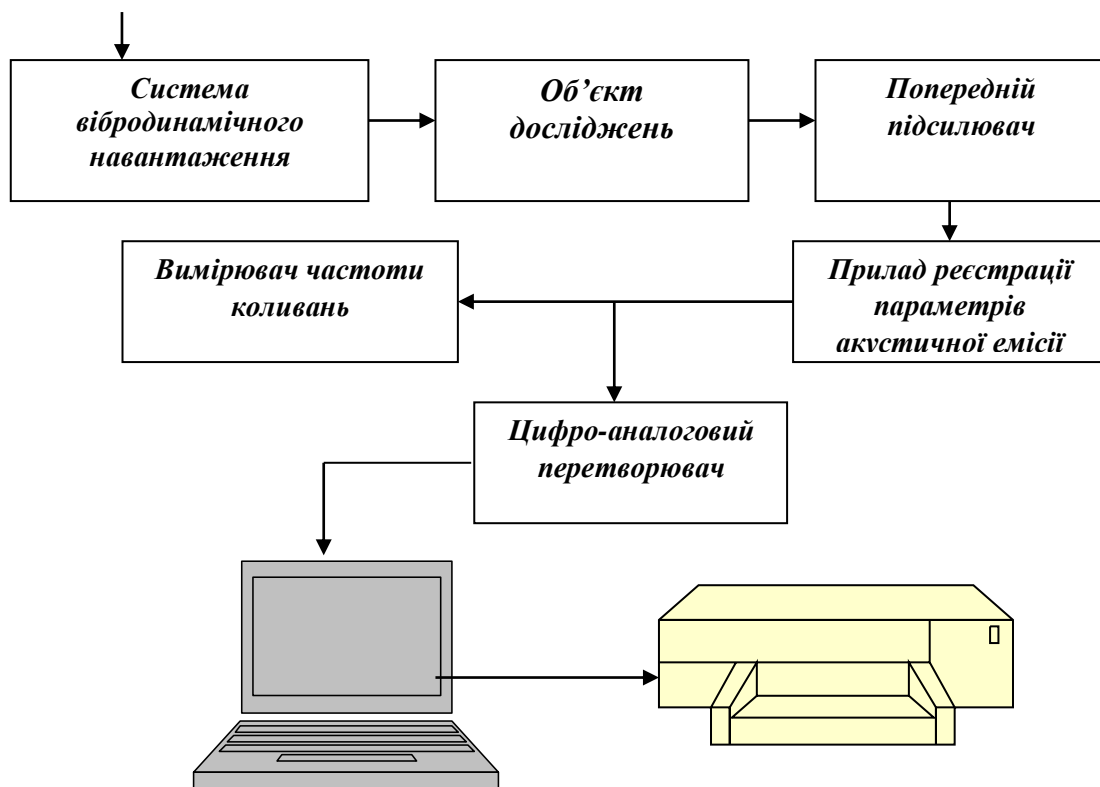 Система
вібродинамічного
навантаження
Об’єкт
досліджень
Попередній
підсилювач
Вимірювач частоти
коливань
Прилад реєстрації
параметрів
акустичної емісії
Цифро-аналоговий
перетворювач